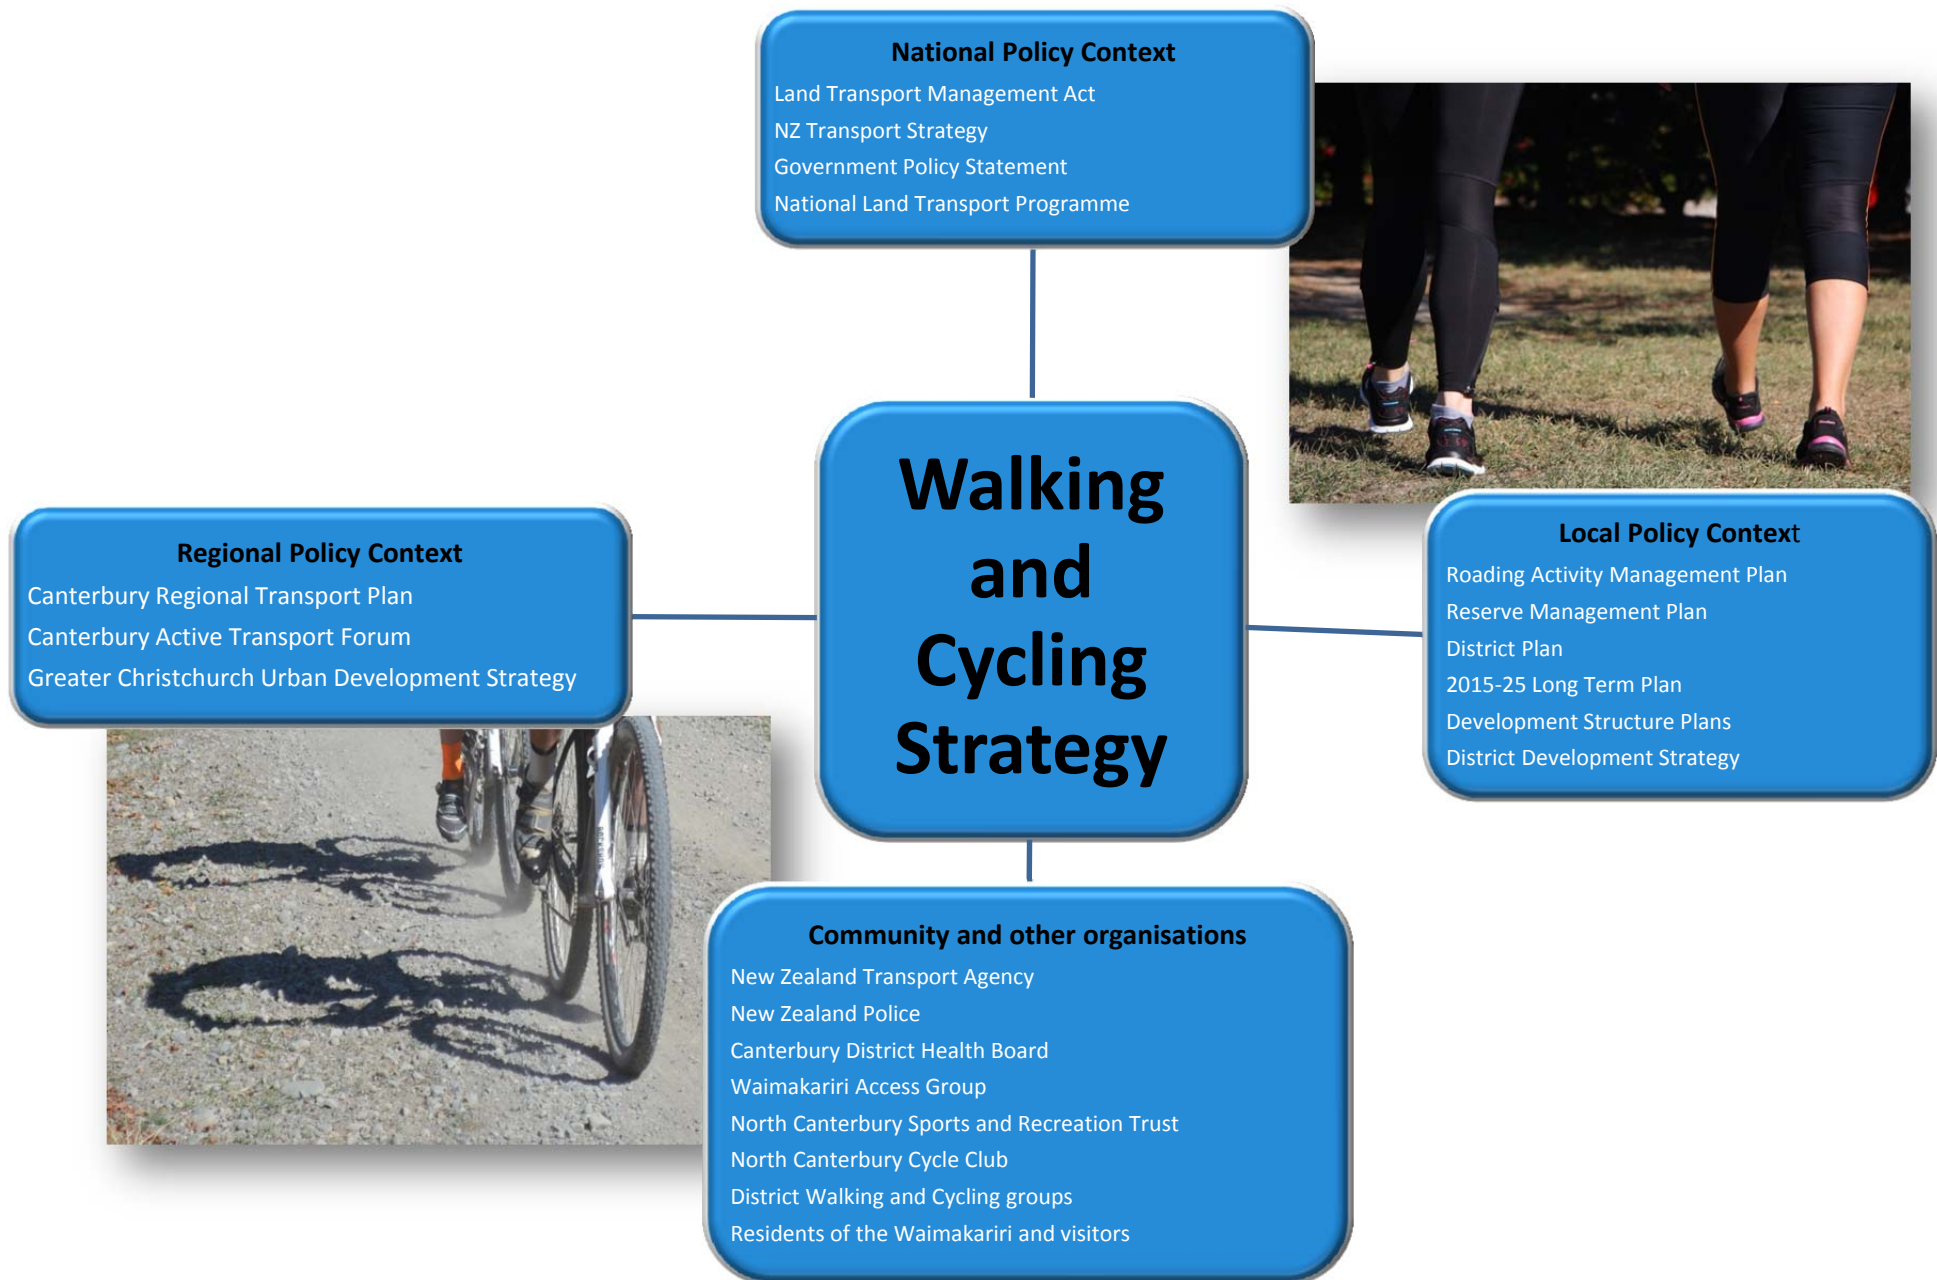 National Policy Context
Land Transport Management Act
NZ Transport Strategy
Government Policy Statement
National Land Transport Programme
Walking
and
Cycling
Strategy
Regional Policy Context
Canterbury Regional Transport Plan
Canterbury Active Transport Forum
Greater Christchurch Urban Development Strategy
Local Policy Context
Roading Activity Management Plan
Reserve Management Plan
District Plan
2015-25 Long Term Plan
Development Structure Plans
District Development Strategy
Community and other organisations
New Zealand Transport Agency
New Zealand Police
Canterbury District Health Board
Waimakariri Access Group
North Canterbury Sports and Recreation Trust
North Canterbury Cycle Club
District Walking and Cycling groups
Residents of the Waimakariri and visitors